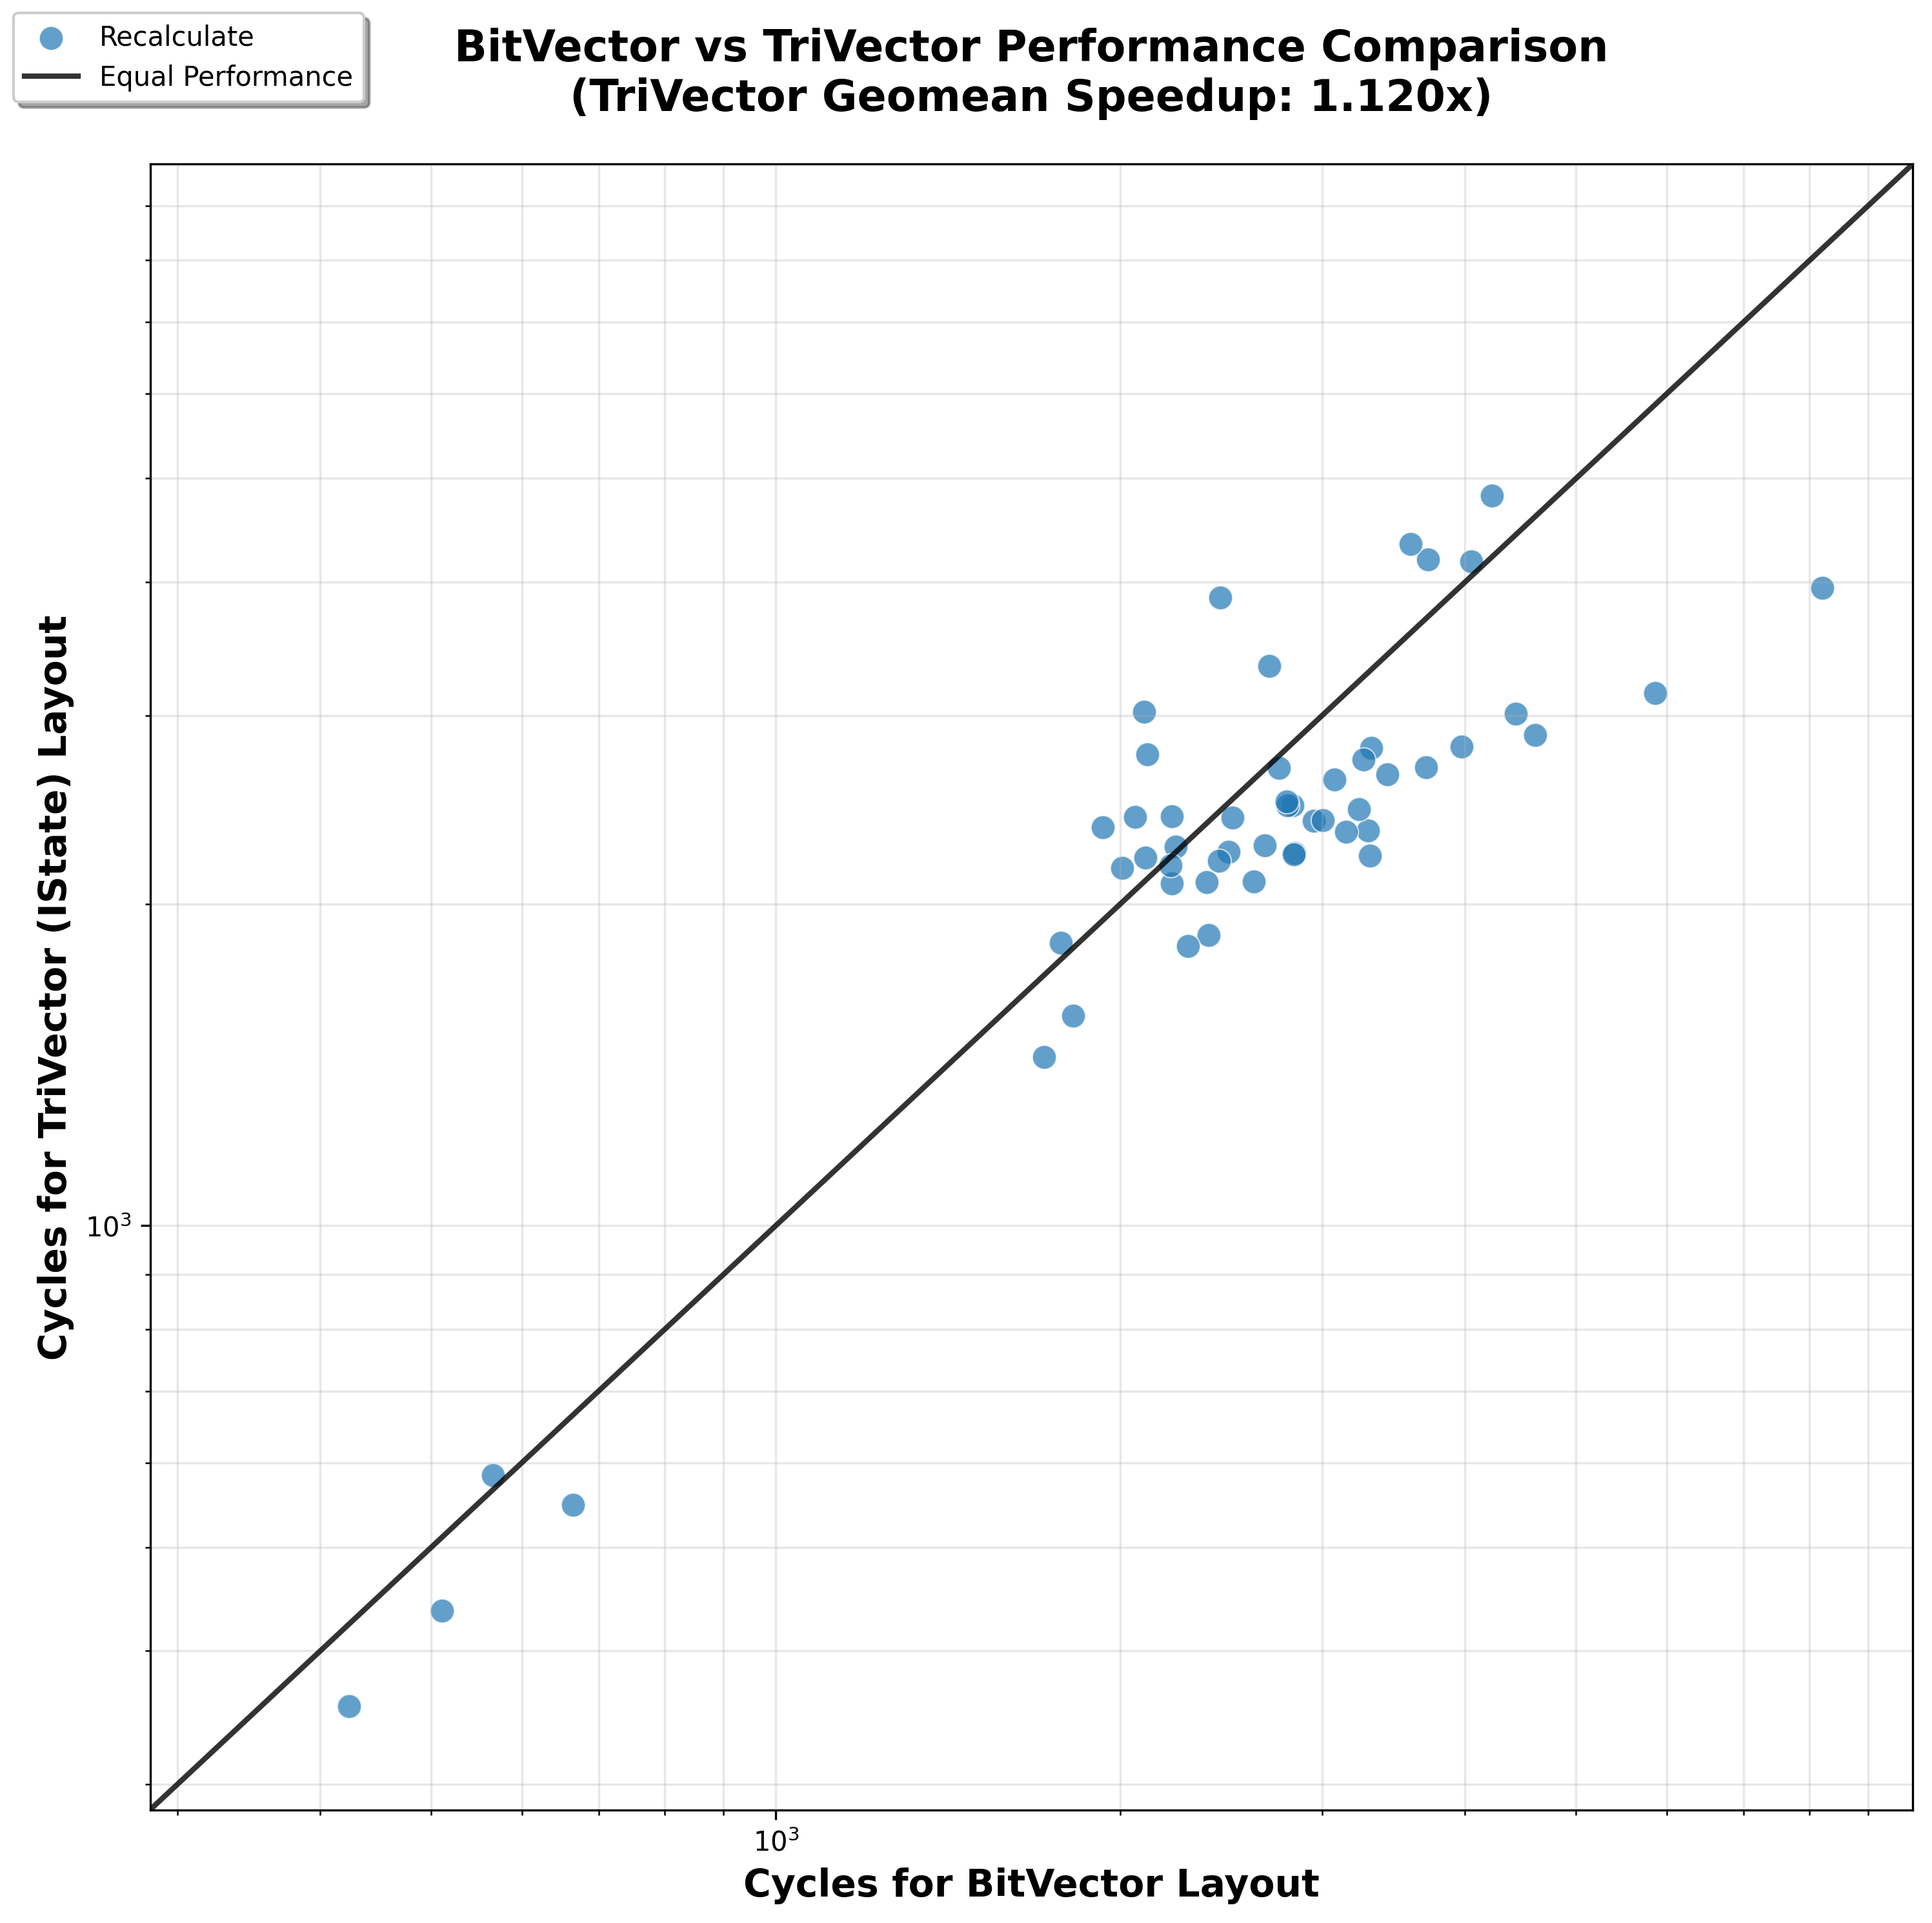 Recalculate
Equal Performance
BitVector vs TriVector Performance Comparison
(TriVector Geomean Speedup: 1.120x)
Cycles for TriVector (IState) Layout
10³
10³
Cycles for BitVector Layout